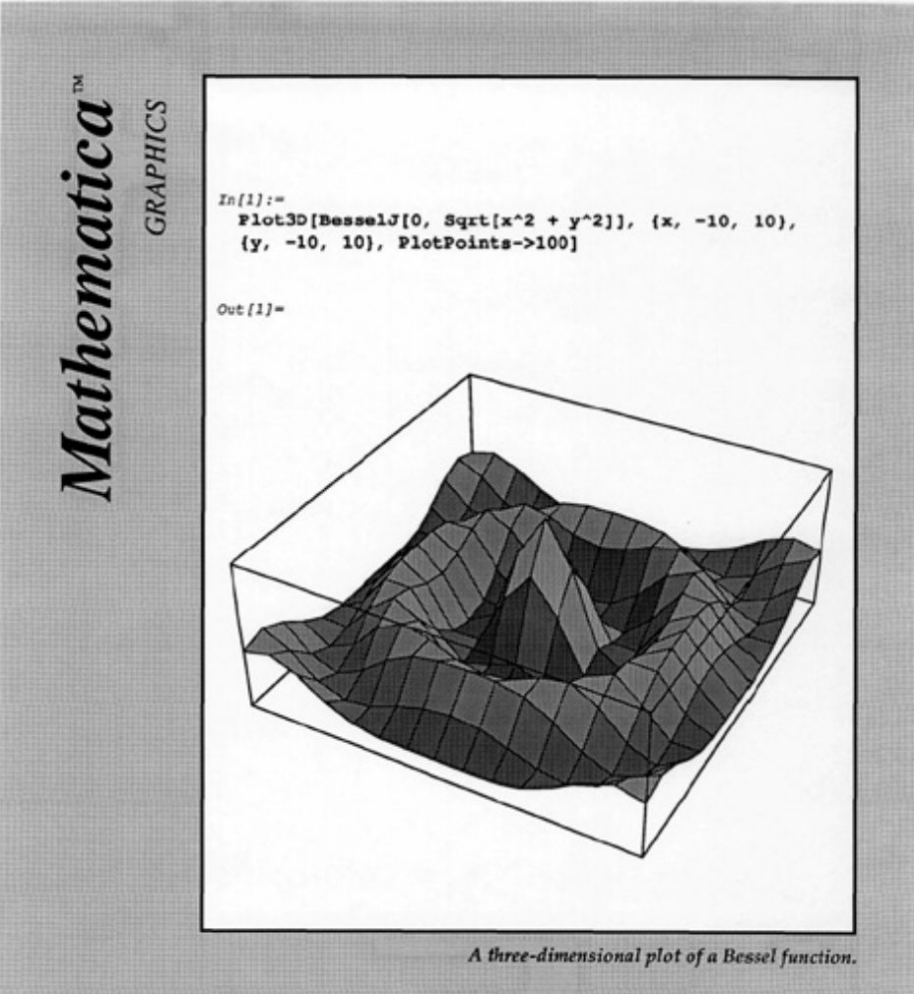 Mathematica™
GRAPHICS
In[1]:=
Plot3D[BesselJ[0, Sqrt[x^2 + y^2]], {x, -10, 10},
{y, -10, 10}, PlotPoints->100]
Out[1]=
A three-dimensional plot of a Bessel function.